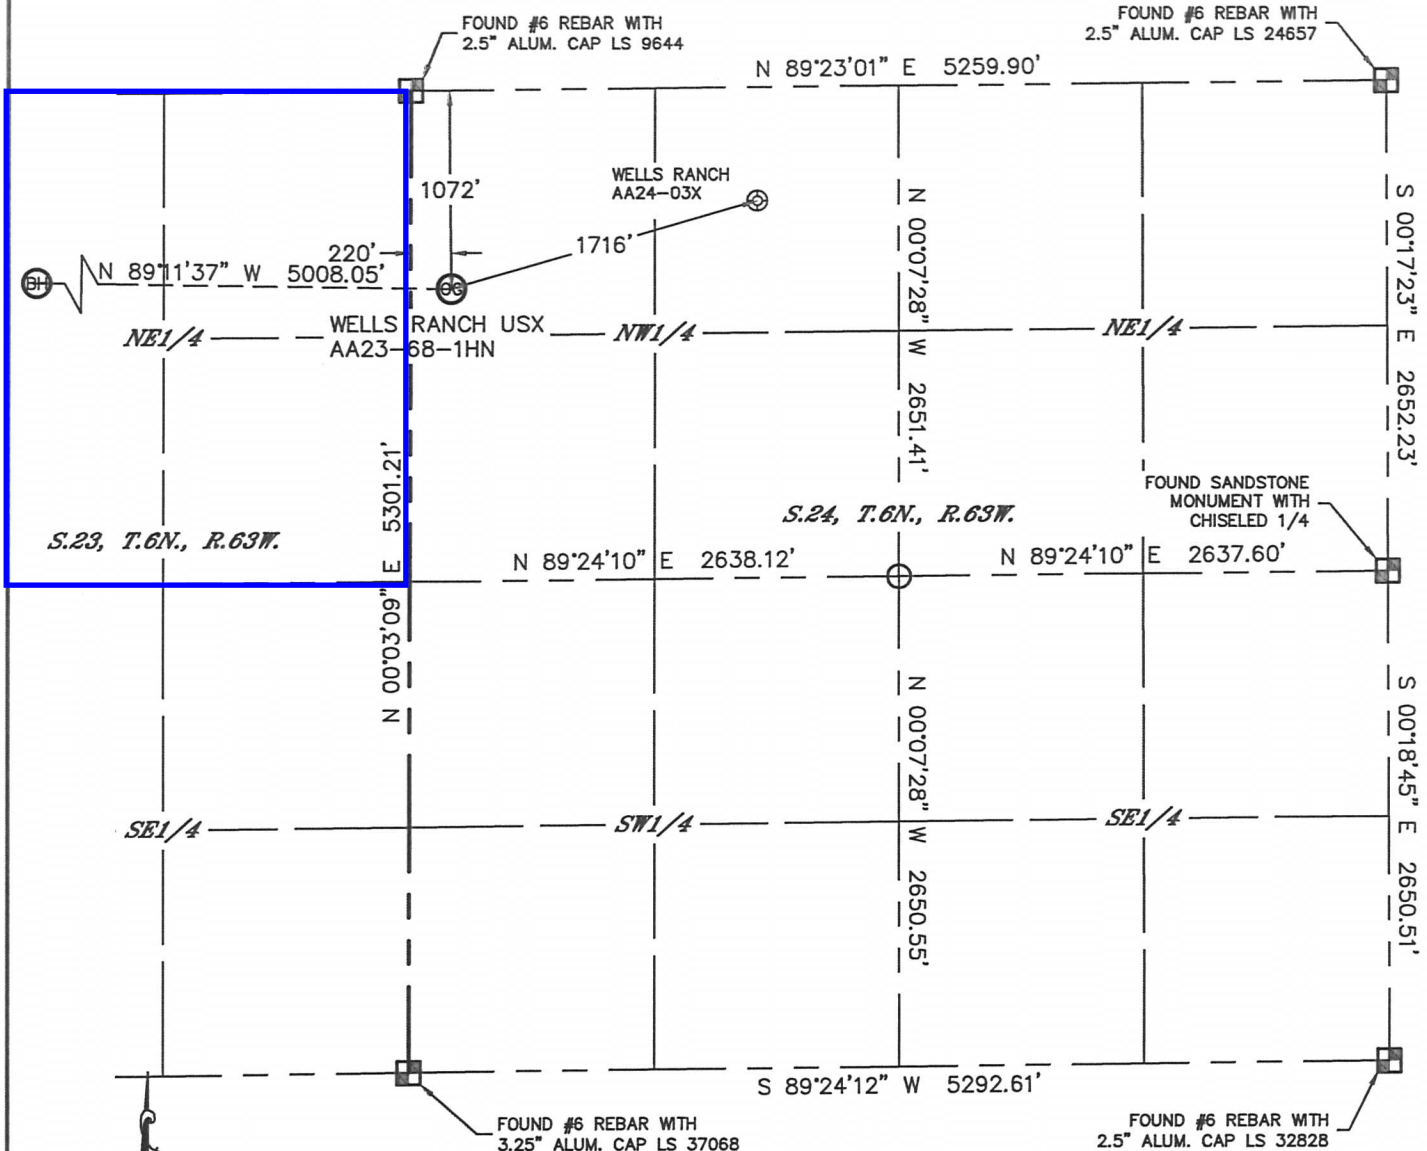 FOUND #6 REBAR WITH
2.5" ALUM. CAP LS 9644
FOUND #6 REBAR WITH
2.5" ALUM. CAP LS 24657
N 89°23'01" E 5259.90'
1072'
WELLS RANCH
AA24-03X
1716'
220'
N 89°11'37" W 5008.05'
BH
OG
WELLS RANCH USX
AA23-68-1HN
NE1/4
NW1/4
NE1/4
N 00°07'28" W 2651.41'
S 00°17'23" E 2652.23'
N 00°03'09" E 5301.21'
FOUND SANDSTONE
MONUMENT WITH
CHISELED 1/4
S.23, T.6N., R.63W.
S.24, T.6N., R.63W.
N 89°24'10" E 2638.12'
N 89°24'10" E 2637.60'
N 00°07'28" W 2650.55'
S 00°18'45" E 2650.51'
SE1/4
SW1/4
SE1/4
S 89°24'12" W 5292.61'
FOUND #6 REBAR WITH
3.25" ALUM. CAP LS 37068
FOUND #6 REBAR WITH
2.5" ALUM. CAP LS 32828